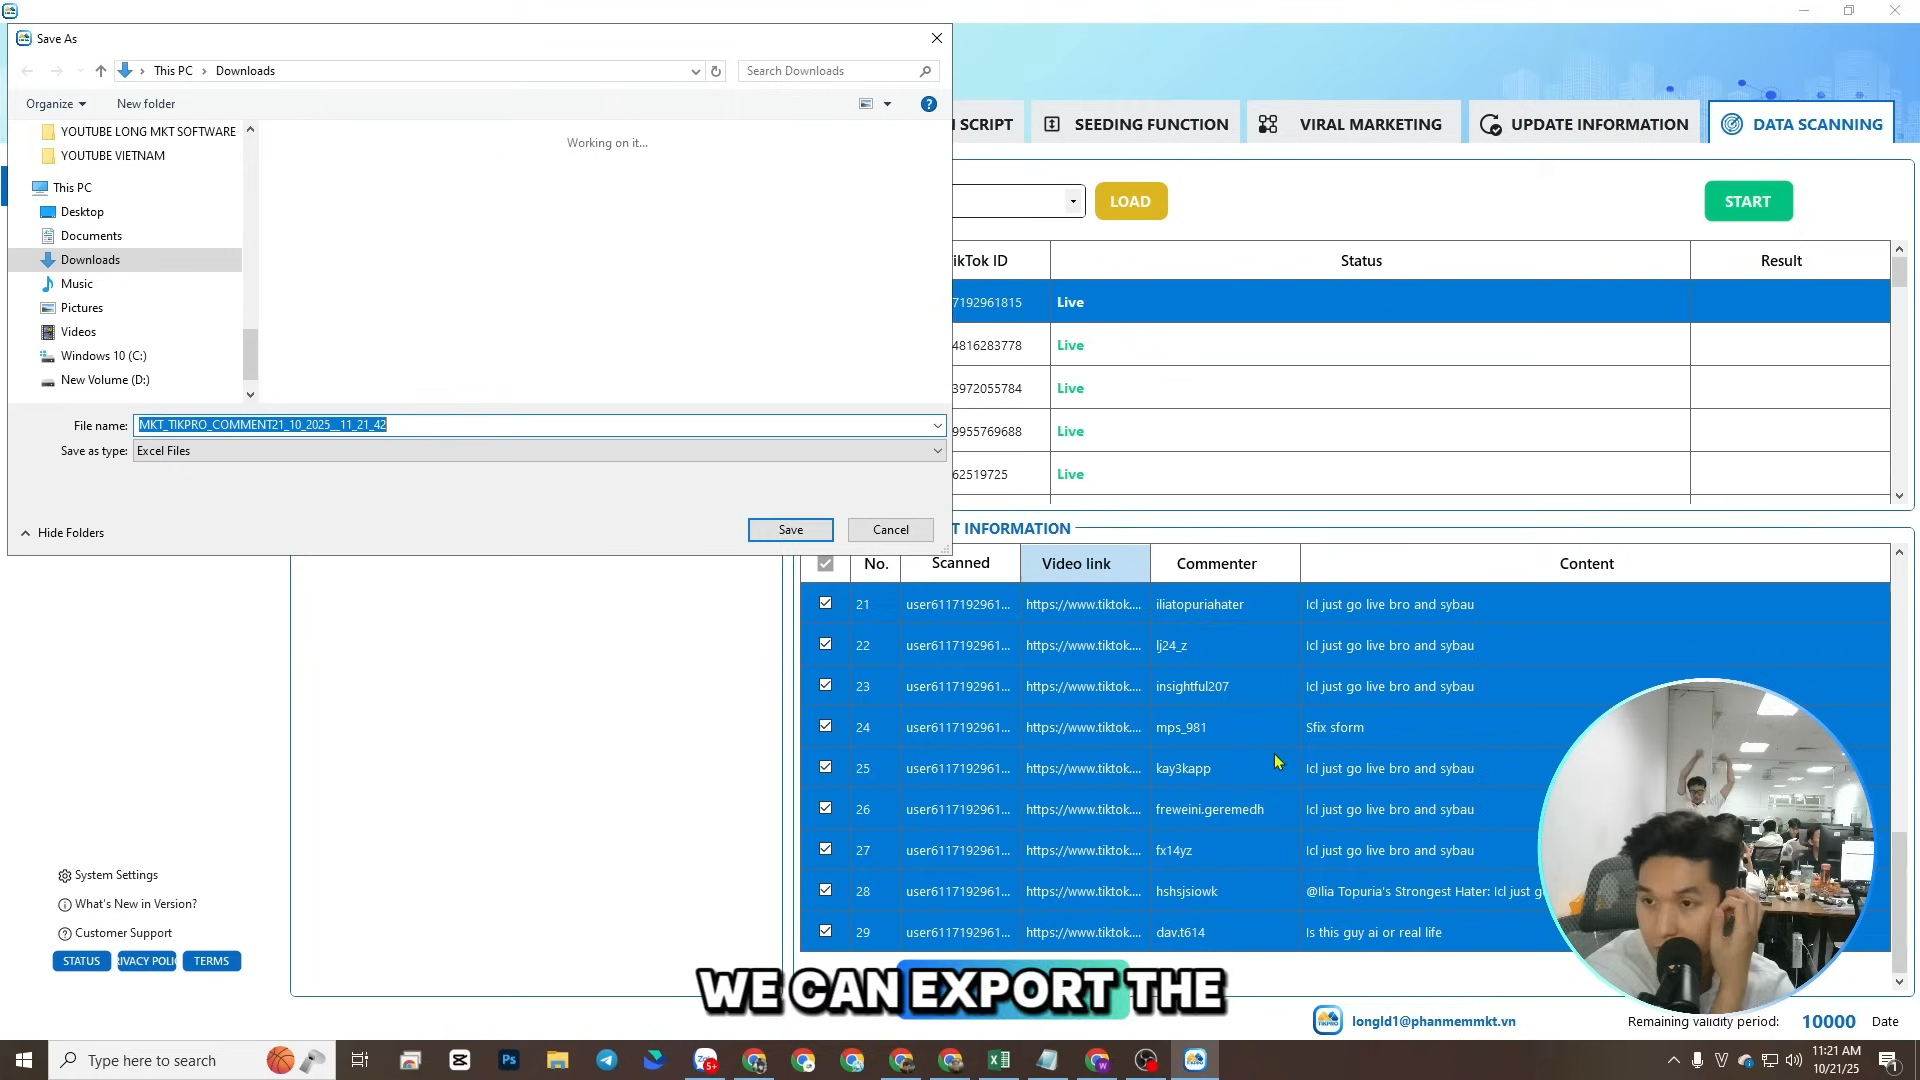 Save As
This PC
Downloads
Search Downloads
Organize
New folder
YOUTUBE LONG MKT SOFTWARE
YOUTUBE VIETNAM
This PC
Desktop
Documents
Downloads
Music
Pictures
Videos
Windows 10 (C:)
New Volume (D:)
Working on it...
File name: MKT_TIKPRO_COMMENT21_10_2025__11_21_42
Save as type: Excel Files
Hide Folders
Save
Cancel
SCRIPT
SEEDING FUNCTION
VIRAL MARKETING
UPDATE INFORMATION
DATA SCANNING
LOAD
START
ikTok ID Status Result
7192961815 Live
4816283778 Live
3972055784 Live
9955769688 Live
62519725 Live
T INFORMATION
No. Scanned Video link Commenter Content
21 user6117192961... https://www.tiktok.... iliatopuriahater Icl just go live bro and sybau
22 user6117192961... https://www.tiktok.... lj24_z Icl just go live bro and sybau
23 user6117192961... https://www.tiktok.... insightful207 Icl just go live bro and sybau
24 user6117192961... https://www.tiktok.... mps_981 Sfix sform
25 user6117192961... https://www.tiktok.... kay3kapp Icl just go live bro and sybau
26 user6117192961... https://www.tiktok.... freweini.geremedh Icl just go live bro and sybau
27 user6117192961... https://www.tiktok.... fx14yz Icl just go live bro and sybau
28 user6117192961... https://www.tiktok.... hshsjsiowk @Ilia Topuria's Strongest Hater: Icl just g
29 user6117192961... https://www.tiktok.... dav.t614 Is this guy ai or real life
System Settings
What's New in Version?
Customer Support
STATUS
RIVACY POLI
TERMS
WE CAN EXPORT THE
longld1@phanmemmkt.vn
Remaining validity period: 10000 Date
Type here to search
11:21 AM
10/21/25